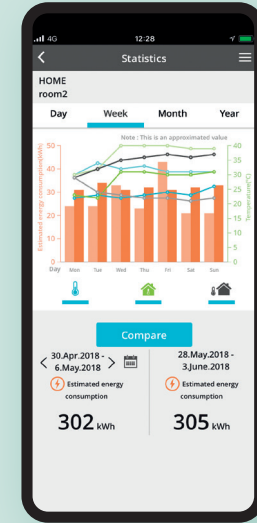 4G 12:28
Statistics
HOME
room2
Day Week Month Year
Note : This is an approximated value
Estimated energy consumption(kWh)
50
40
30
20
10
0
40
35
30
25
20
15
10
5
0
Temperature(°C)
Day Mon Tue Wed Thu Fri Sat Sun
Compare
30.Apr.2018 -
6.May.2018
Estimated energy
consumption
302 kWh
28.May.2018 -
3.June.2018
Estimated energy
consumption
305 kWh